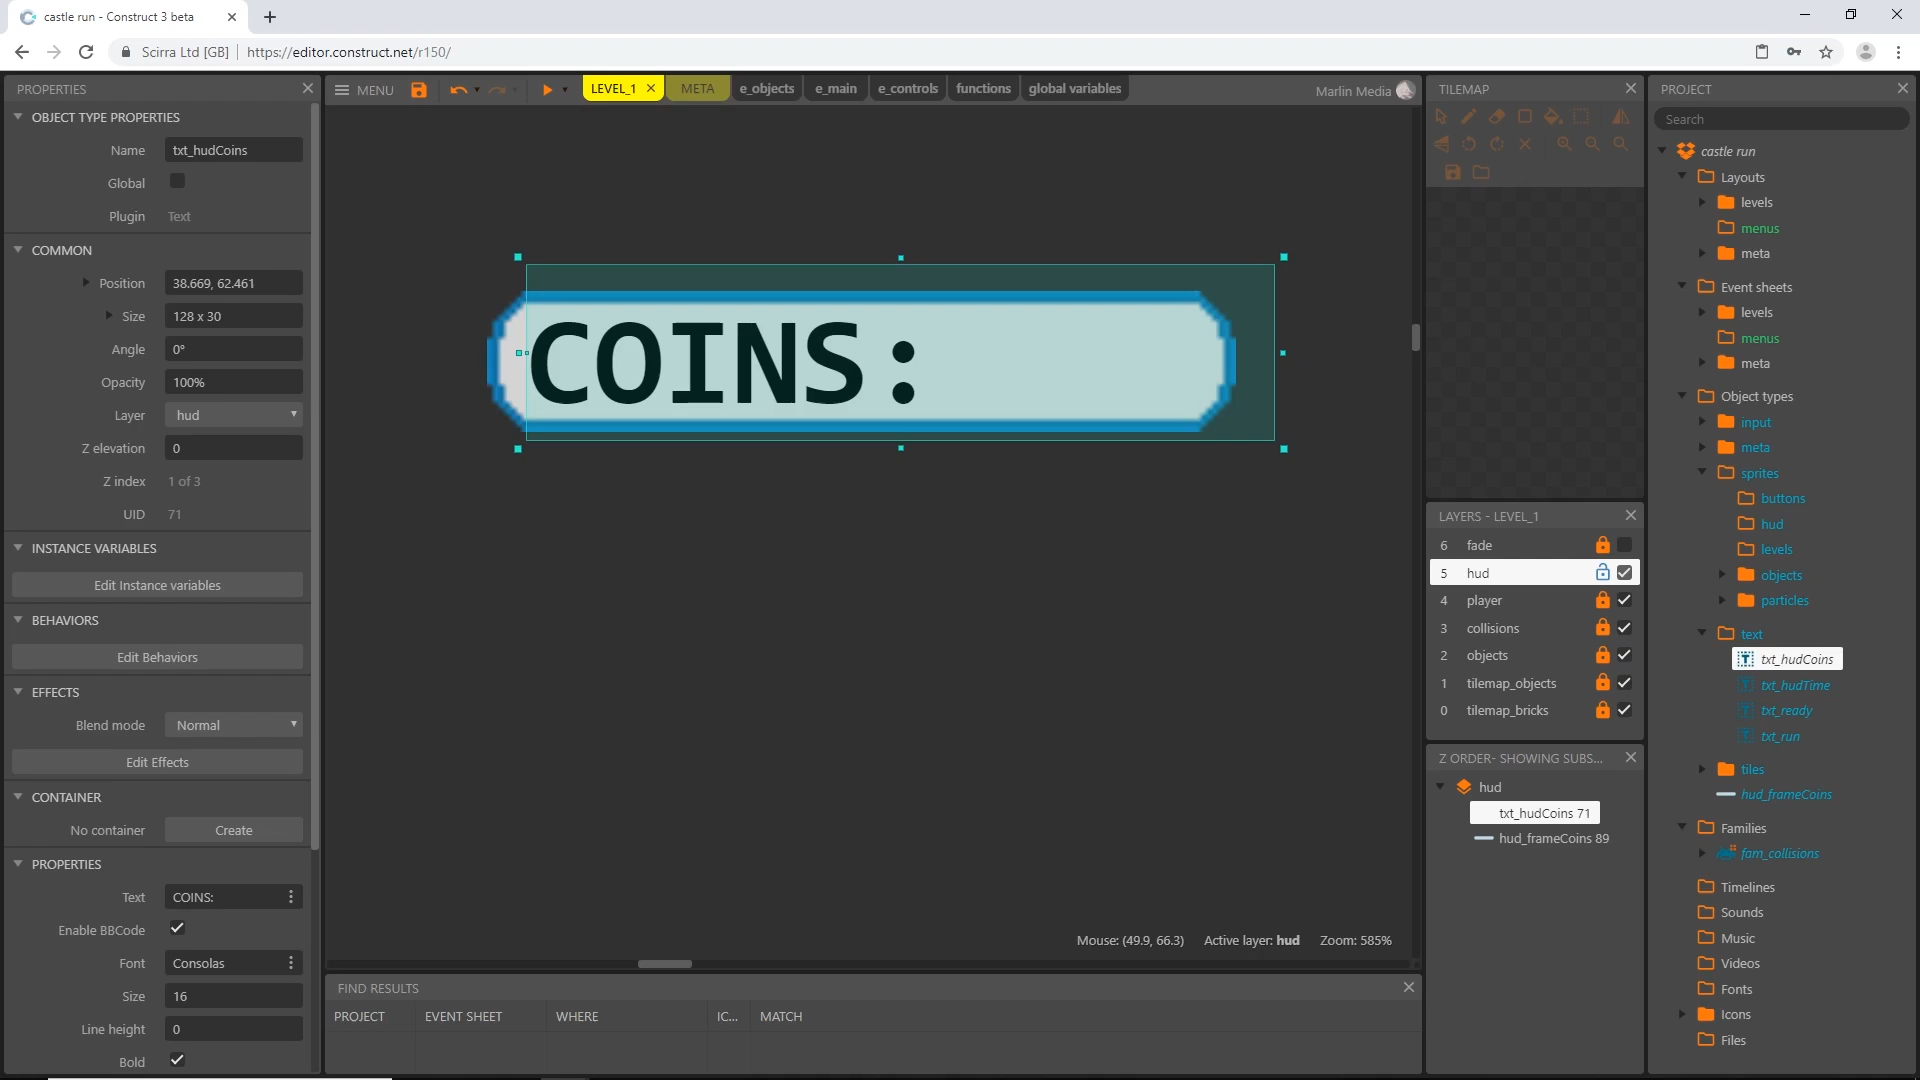 castle run - Construct 3 beta
Scirra Ltd [GB]
https://editor.construct.net/r150/
PROPERTIES
OBJECT TYPE PROPERTIES
Name txt_hudCoins
Global
Plugin Text
COMMON
Position 38.669, 62.461
Size 128 x 30
Angle 0°
Opacity 100%
Layer hud
Z elevation 0
Z index 1 of 3
UID 71
INSTANCE VARIABLES
Edit Instance variables
BEHAVIORS
Edit Behaviors
EFFECTS
Blend mode Normal
Edit Effects
CONTAINER
No container Create
PROPERTIES
Text COINS:
Enable BBCode
Font Consolas
Size 16
Line height 0
Bold
MENU
LEVEL_1
META
e_objects
e_main
e_controls
functions
global variables
Marlin Media
COINS:
Mouse: (49.9, 66.3) Active layer: hud Zoom: 585%
FIND RESULTS
PROJECT EVENT SHEET WHERE IC... MATCH
TILEMAP
LAYERS - LEVEL_1
6 fade
5 hud
4 player
3 collisions
2 objects
1 tilemap_objects
0 tilemap_bricks
Z ORDER- SHOWING SUBS...
hud
txt_hudCoins 71
hud_frameCoins 89
PROJECT
Search
castle run
Layouts
levels
menus
meta
Event sheets
levels
menus
meta
Object types
input
meta
sprites
buttons
hud
levels
objects
particles
text
txt_hudCoins
txt_hudTime
txt_ready
txt_run
tiles
hud_frameCoins
Families
fam_collisions
Timelines
Sounds
Music
Videos
Fonts
Icons
Files